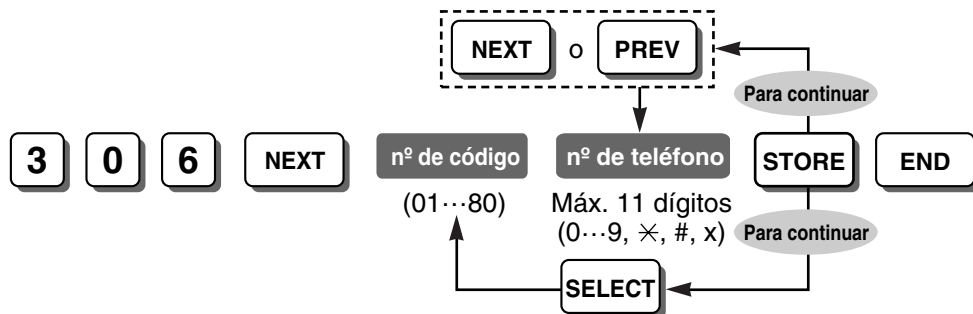 NEXT o PREV
Para continuar
3 0 6 NEXT nº de código nº de teléfono STORE END
(01···80) Máx. 11 dígitos
(0···9, ✳, #, x) Para continuar
SELECT